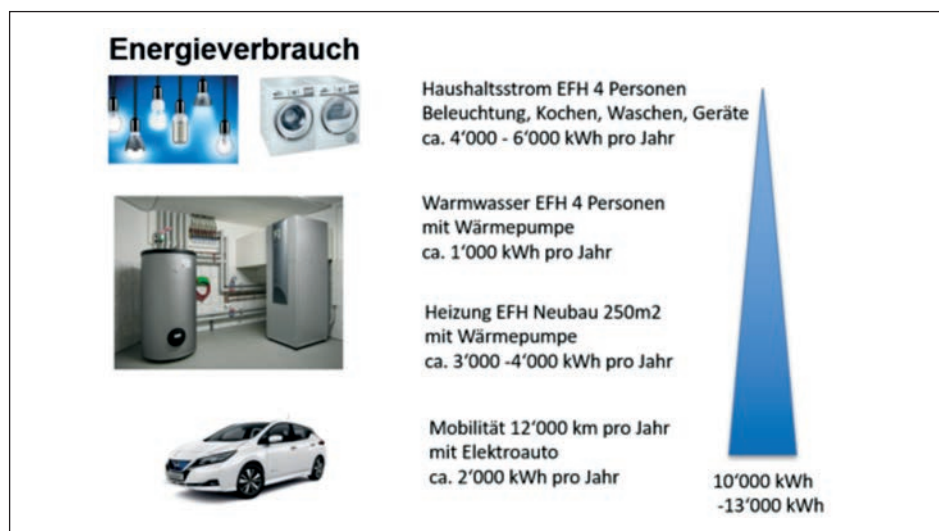 Energieverbrauch
Haushaltsstrom EFH 4 Personen
Beleuchtung, Kochen, Waschen, Geräte
ca. 4‘000 - 6‘000 kWh pro Jahr
Warmwasser EFH 4 Personen
mit Wärmepumpe
ca. 1‘000 kWh pro Jahr
Heizung EFH Neubau 250m2
mit Wärmepumpe
ca. 3‘000 -4‘000 kWh pro Jahr
Mobilität 12‘000 km pro Jahr
mit Elektroauto
ca. 2‘000 kWh pro Jahr
10‘000 kWh
-13‘000 kWh